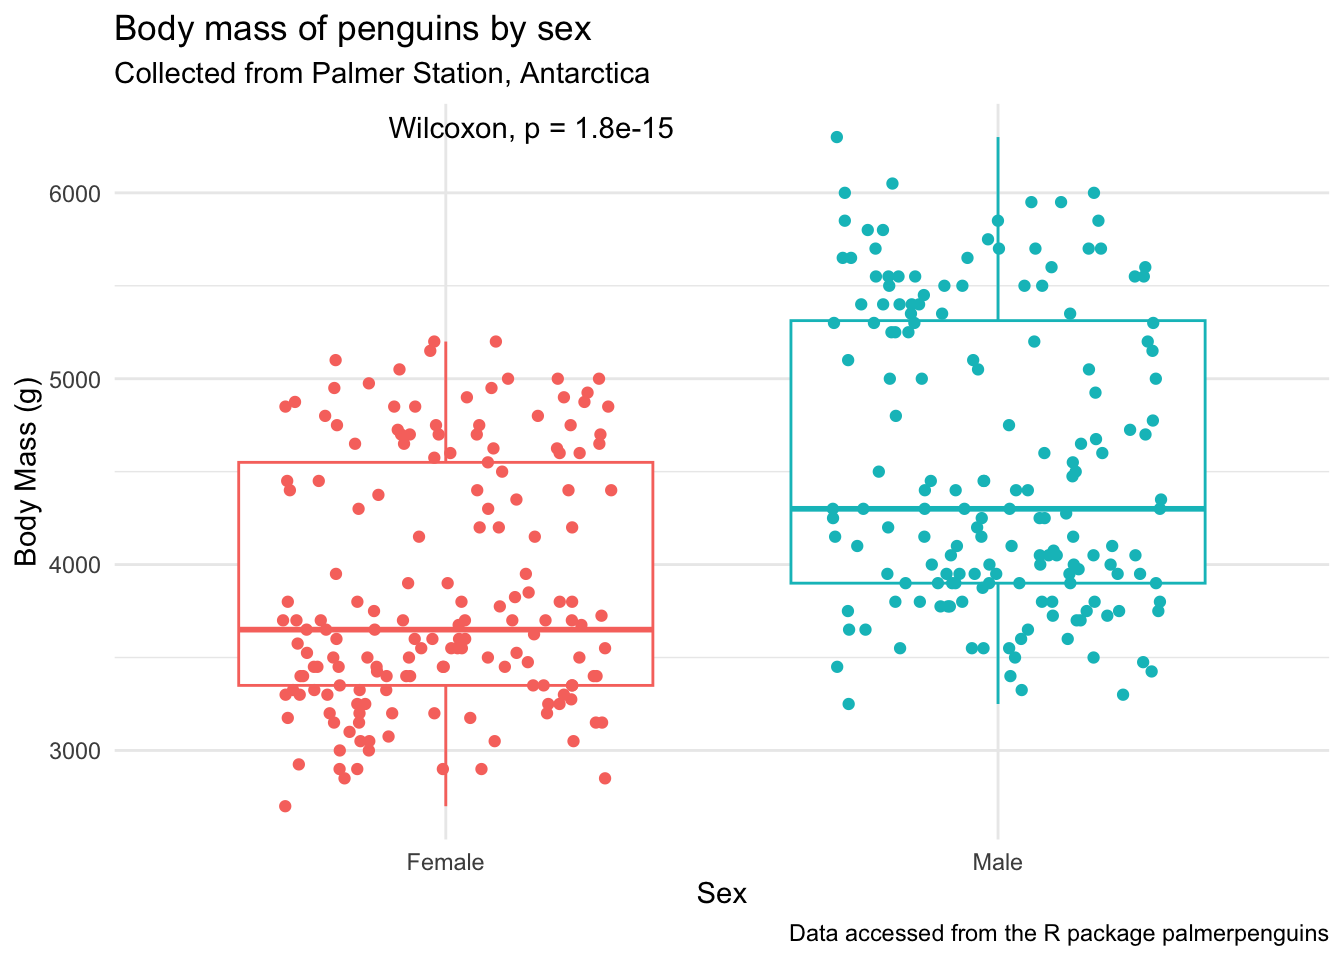 Body mass of penguins by sex
Collected from Palmer Station, Antarctica
Wilcoxon, p = 1.8e-15
6000
5000
4000
3000
Body Mass (g)
Female
Male
Sex
Data accessed from the R package palmerpenguins